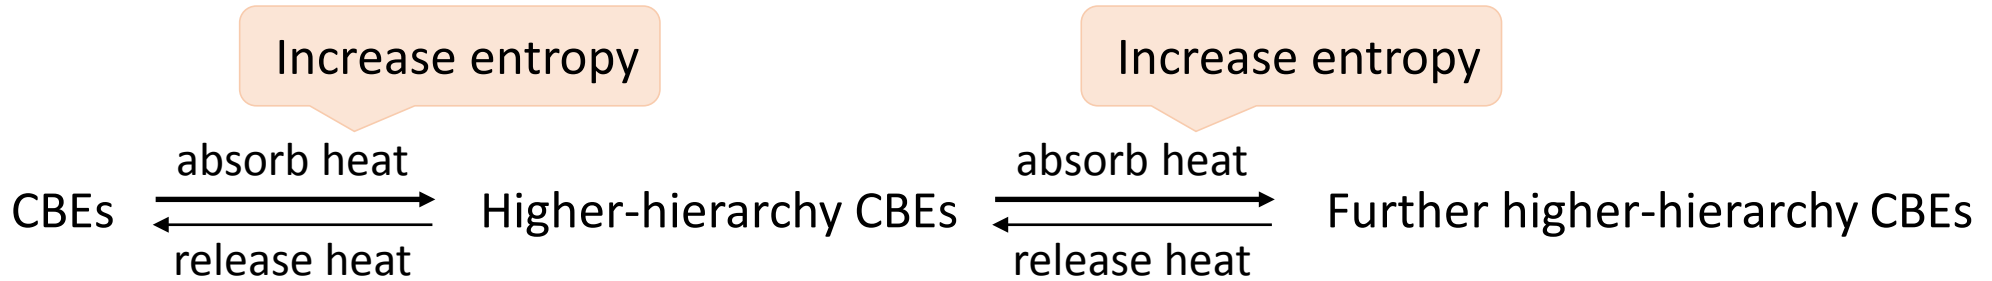 Increase entropy
Increase entropy
absorb heat
absorb heat
CBEs
Higher-hierarchy CBEs
Further higher-hierarchy CBEs
release heat
release heat